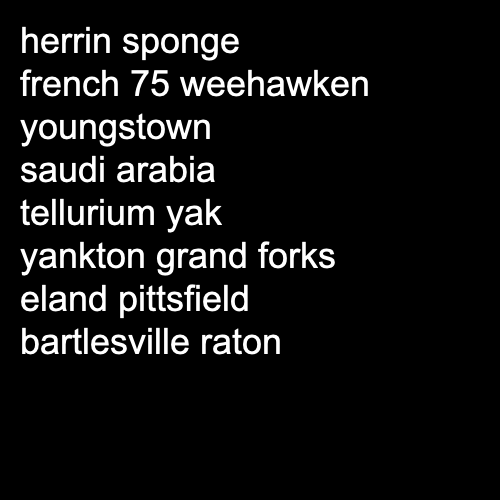 herrin sponge
french 75 weehawken
youngstown
saudi arabia
tellurium yak
yankton grand forks
eland pittsfield
bartlesville raton